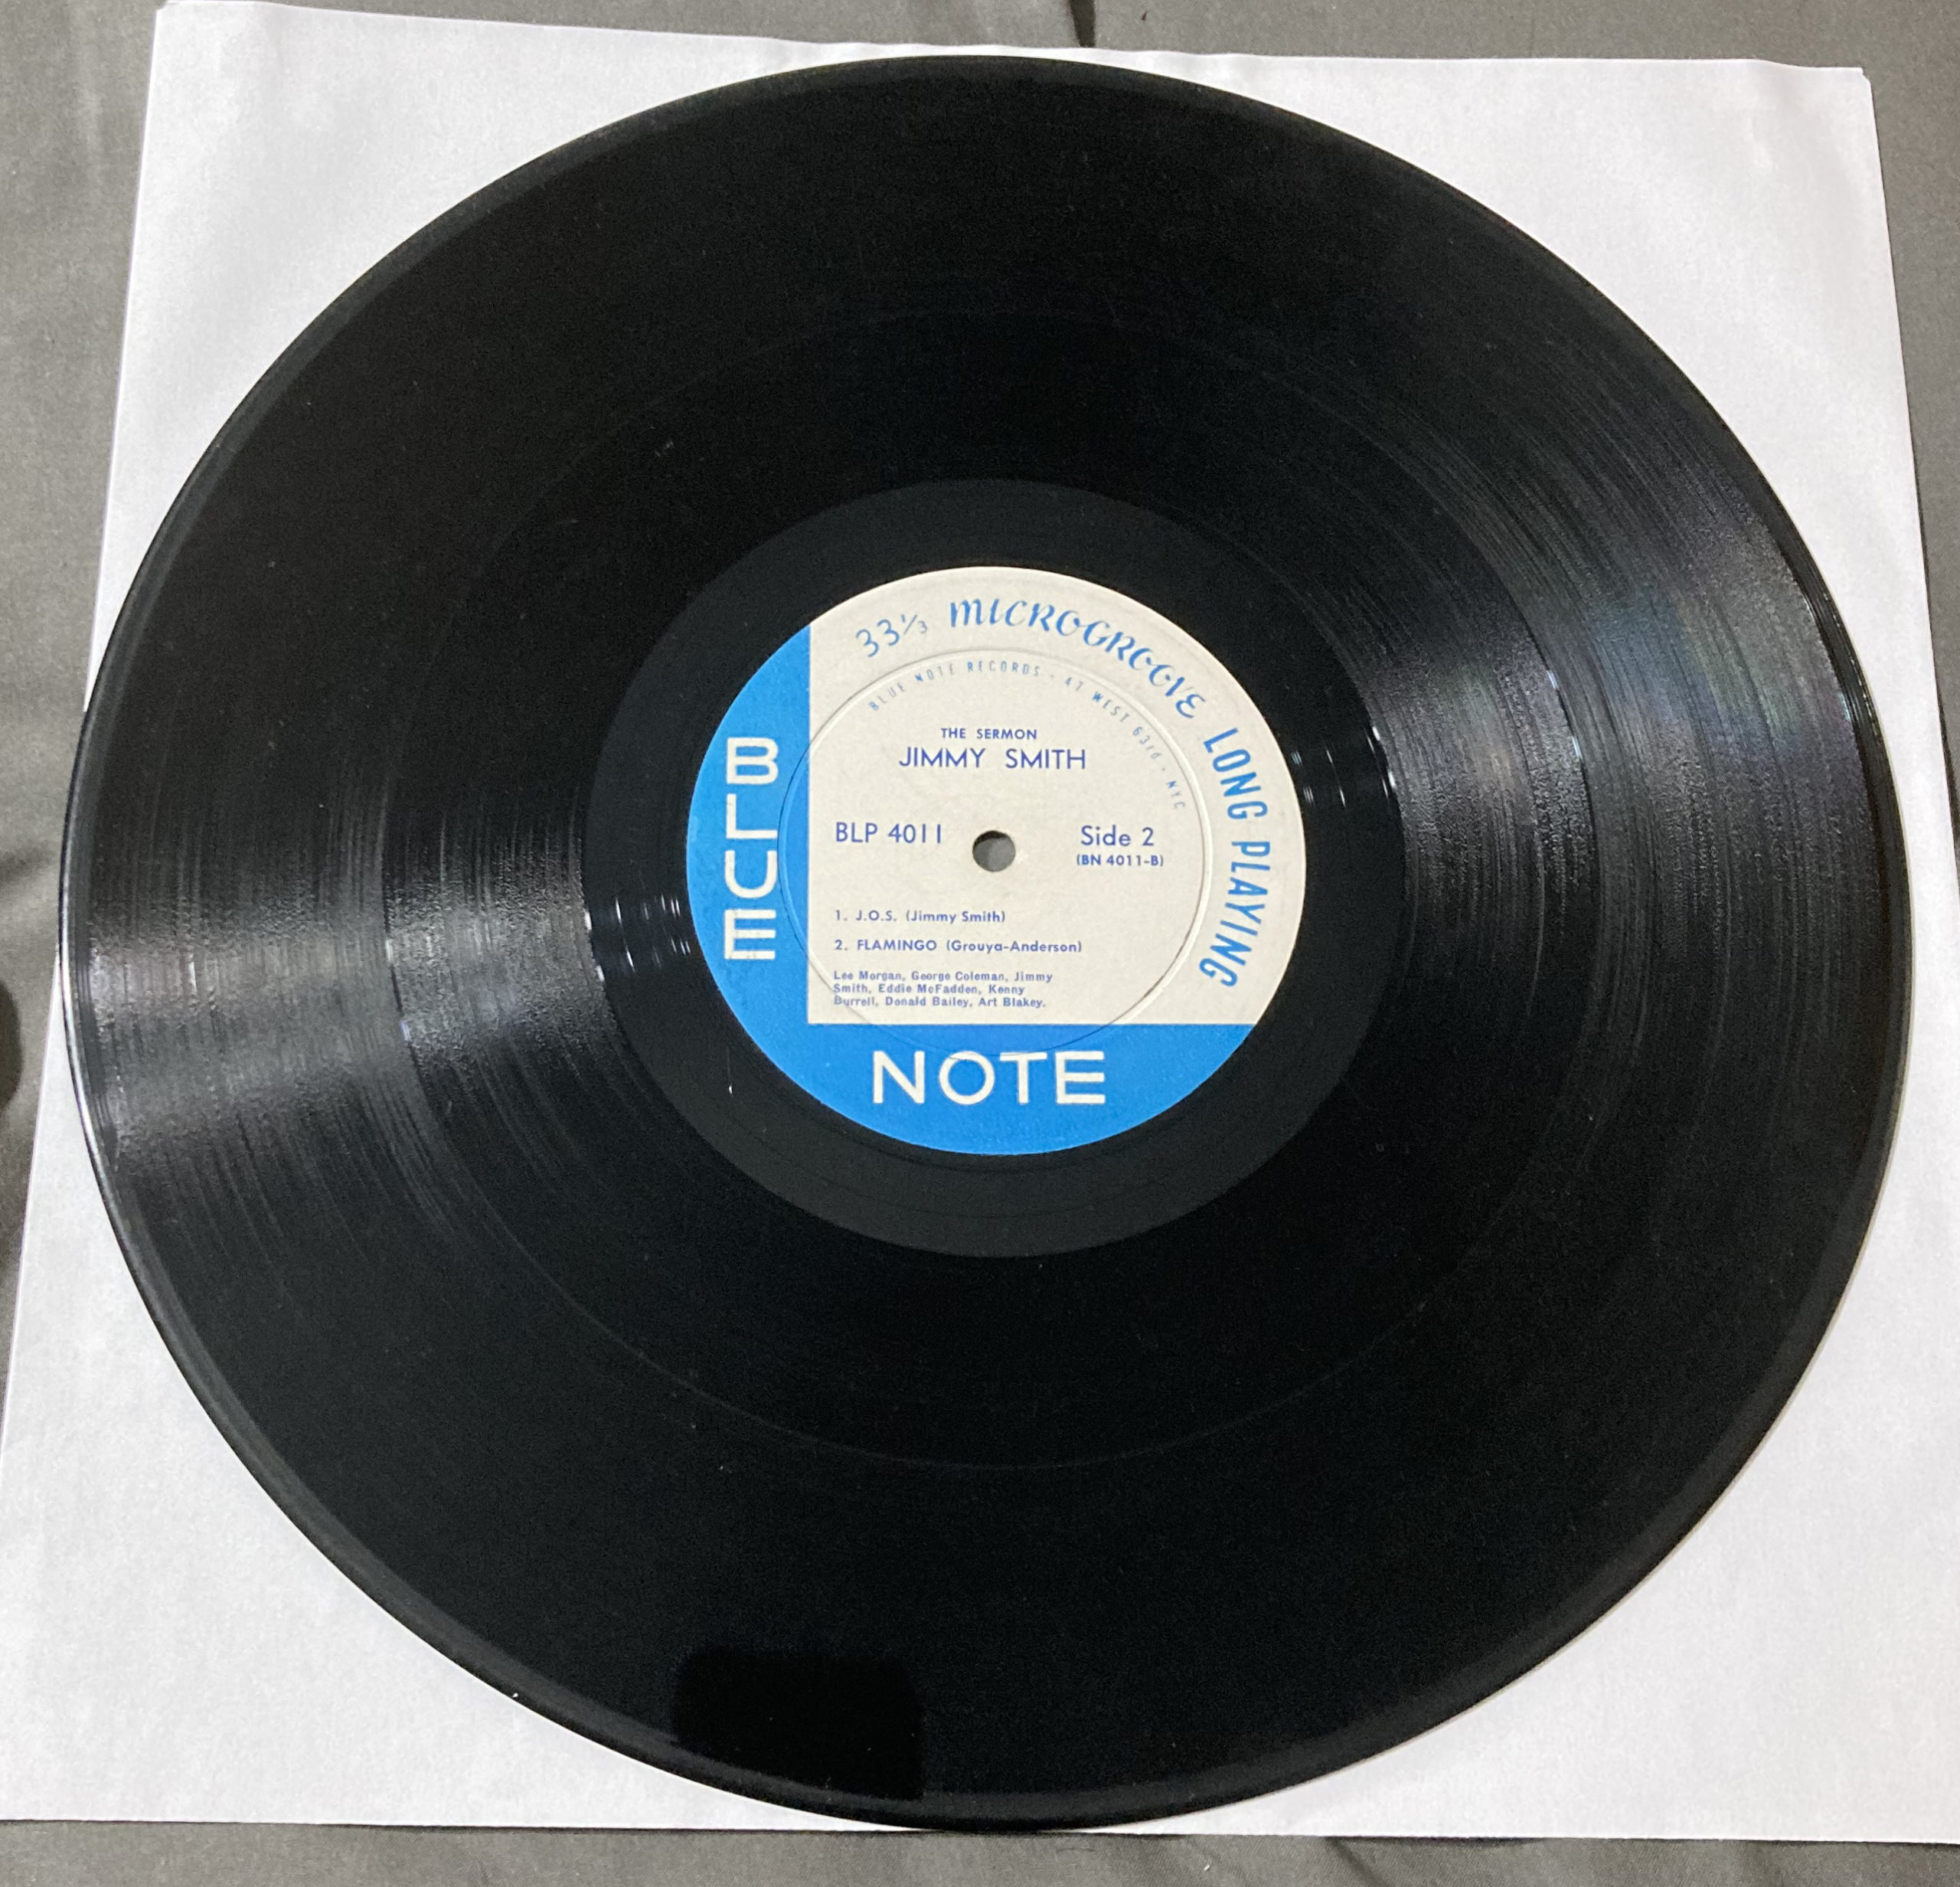 33⅓ MICROGROOVE LONG PLAYING
BLUE NOTE RECORDS · 47 WEST 63rd · NYC
THE SERMON
JIMMY SMITH
BLP 4011
Side 2
(BN 4011-B)
1. J.O.S. (Jimmy Smith)
2. FLAMINGO (Grouya-Anderson)
Lee Morgan, George Coleman, Jimmy
Smith, Eddie McFadden, Kenny
Burrell, Donald Bailey, Art Blakey.
BLUE
NOTE